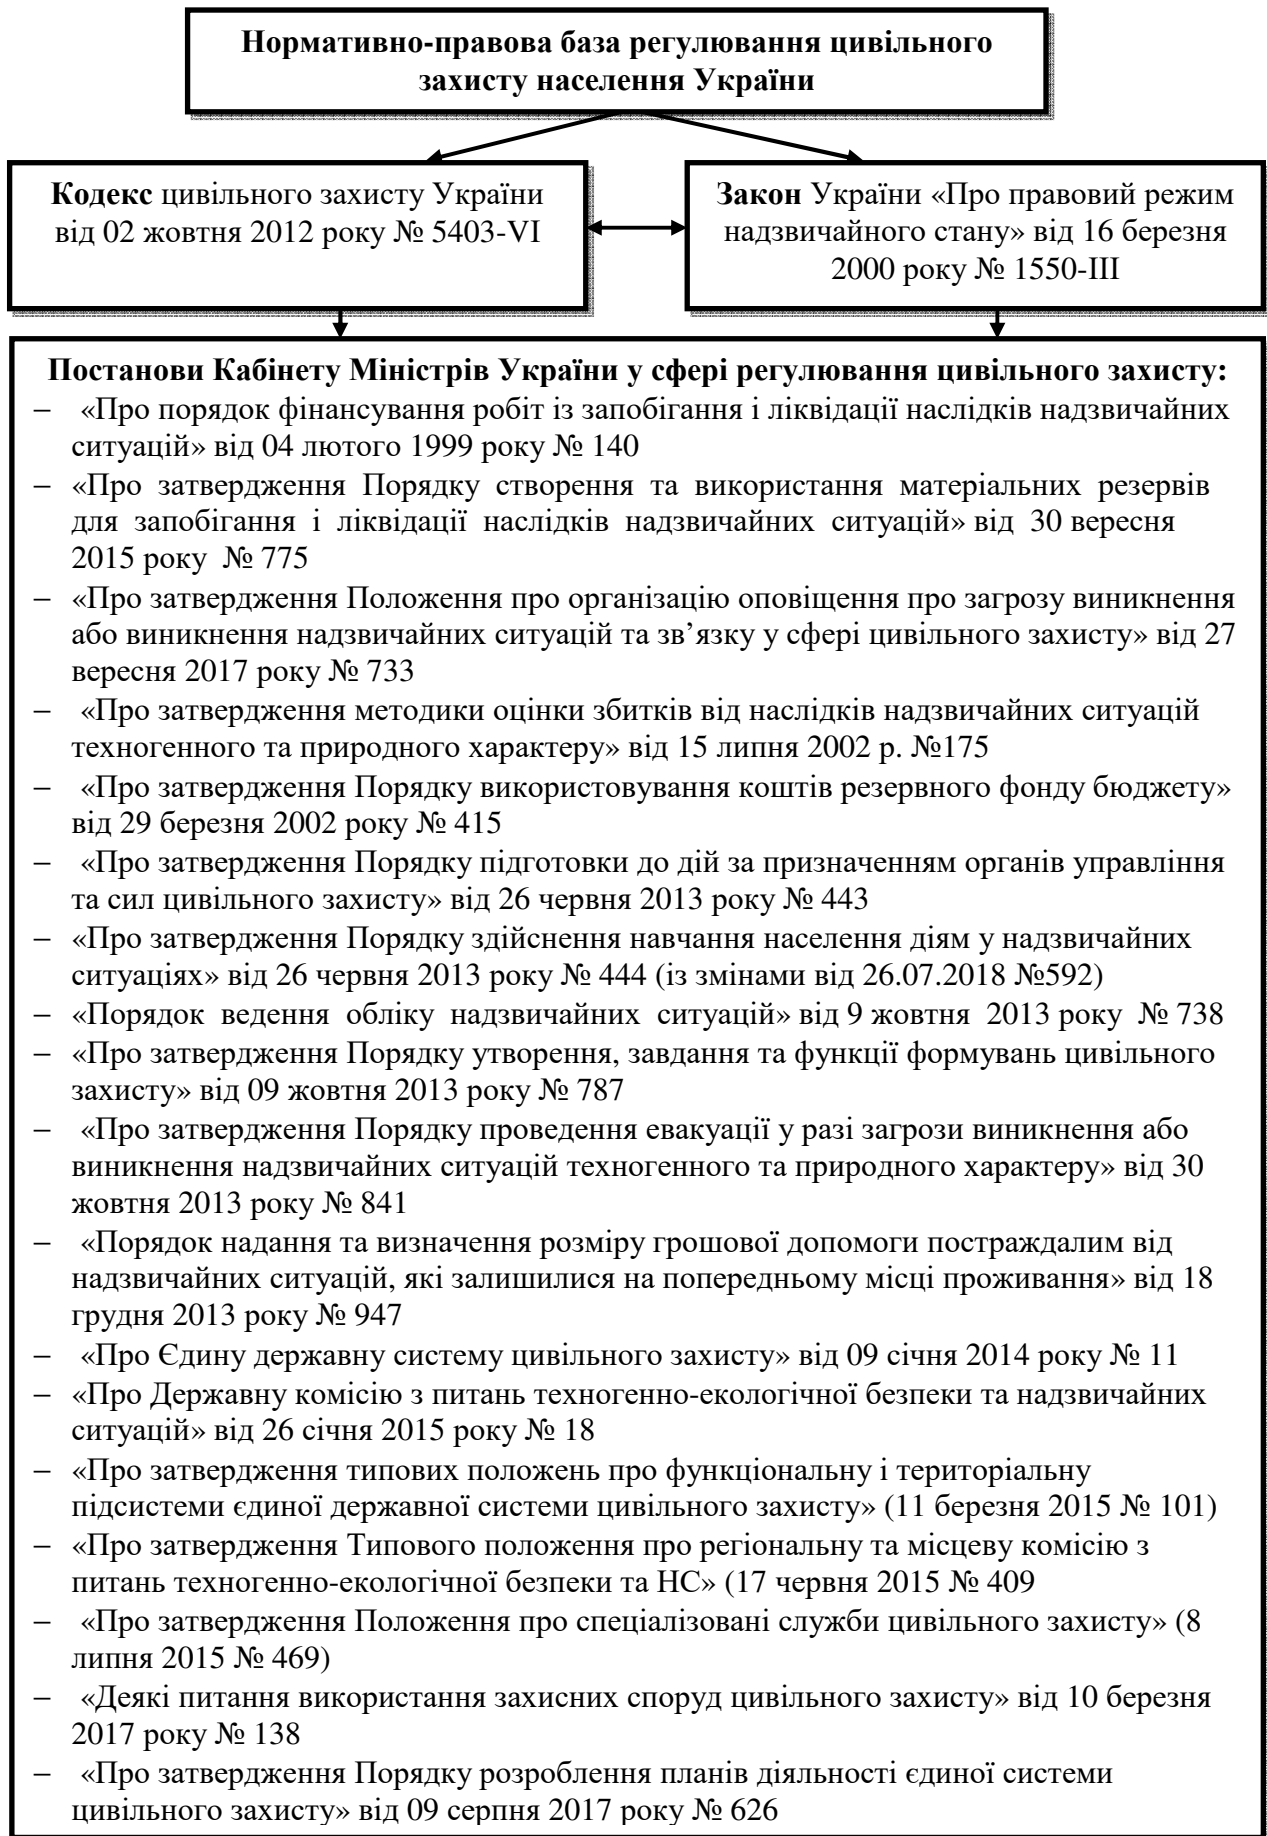 Нормативно-правова база регулювання цивільного
захисту населення України
Кодекс цивільного захисту України
від 02 жовтня 2012 року № 5403-VI
Закон України «Про правовий режим
надзвичайного стану» від 16 березня
2000 року № 1550-III
Постанови Кабінету Міністрів України у сфері регулювання цивільного захисту:
– «Про порядок фінансування робіт із запобігання і ліквідації наслідків надзвичайних
ситуацій» від 04 лютого 1999 року № 140
– «Про затвердження Порядку створення та використання матеріальних резервів
для запобігання і ліквідації наслідків надзвичайних ситуацій» від 30 вересня
2015 року № 775
– «Про затвердження Положення про організацію оповіщення про загрозу виникнення
або виникнення надзвичайних ситуацій та зв’язку у сфері цивільного захисту» від 27
вересня 2017 року № 733
– «Про затвердження методики оцінки збитків від наслідків надзвичайних ситуацій
техногенного та природного характеру» від 15 липня 2002 р. №175
– «Про затвердження Порядку використовування коштів резервного фонду бюджету»
від 29 березня 2002 року № 415
– «Про затвердження Порядку підготовки до дій за призначенням органів управління
та сил цивільного захисту» від 26 червня 2013 року № 443
– «Про затвердження Порядку здійснення навчання населення діям у надзвичайних
ситуаціях» від 26 червня 2013 року № 444 (із змінами від 26.07.2018 №592)
– «Порядок ведення обліку надзвичайних ситуацій» від 9 жовтня 2013 року № 738
– «Про затвердження Порядку утворення, завдання та функції формувань цивільного
захисту» від 09 жовтня 2013 року № 787
– «Про затвердження Порядку проведення евакуації у разі загрози виникнення або
виникнення надзвичайних ситуацій техногенного та природного характеру» від 30
жовтня 2013 року № 841
– «Порядок надання та визначення розміру грошової допомоги постраждалим від
надзвичайних ситуацій, які залишилися на попередньому місці проживання» від 18
грудня 2013 року № 947
– «Про Єдину державну систему цивільного захисту» від 09 січня 2014 року № 11
– «Про Державну комісію з питань техногенно-екологічної безпеки та надзвичайних
ситуацій» від 26 січня 2015 року № 18
– «Про затвердження типових положень про функціональну і територіальну
підсистеми єдиної державної системи цивільного захисту» (11 березня 2015 № 101)
– «Про затвердження Типового положення про регіональну та місцеву комісію з
питань техногенно-екологічної безпеки та НС» (17 червня 2015 № 409
– «Про затвердження Положення про спеціалізовані служби цивільного захисту» (8
липня 2015 № 469)
– «Деякі питання використання захисних споруд цивільного захисту» від 10 березня
2017 року № 138
– «Про затвердження Порядку розроблення планів діяльності єдиної системи
цивільного захисту» від 09 серпня 2017 року № 626